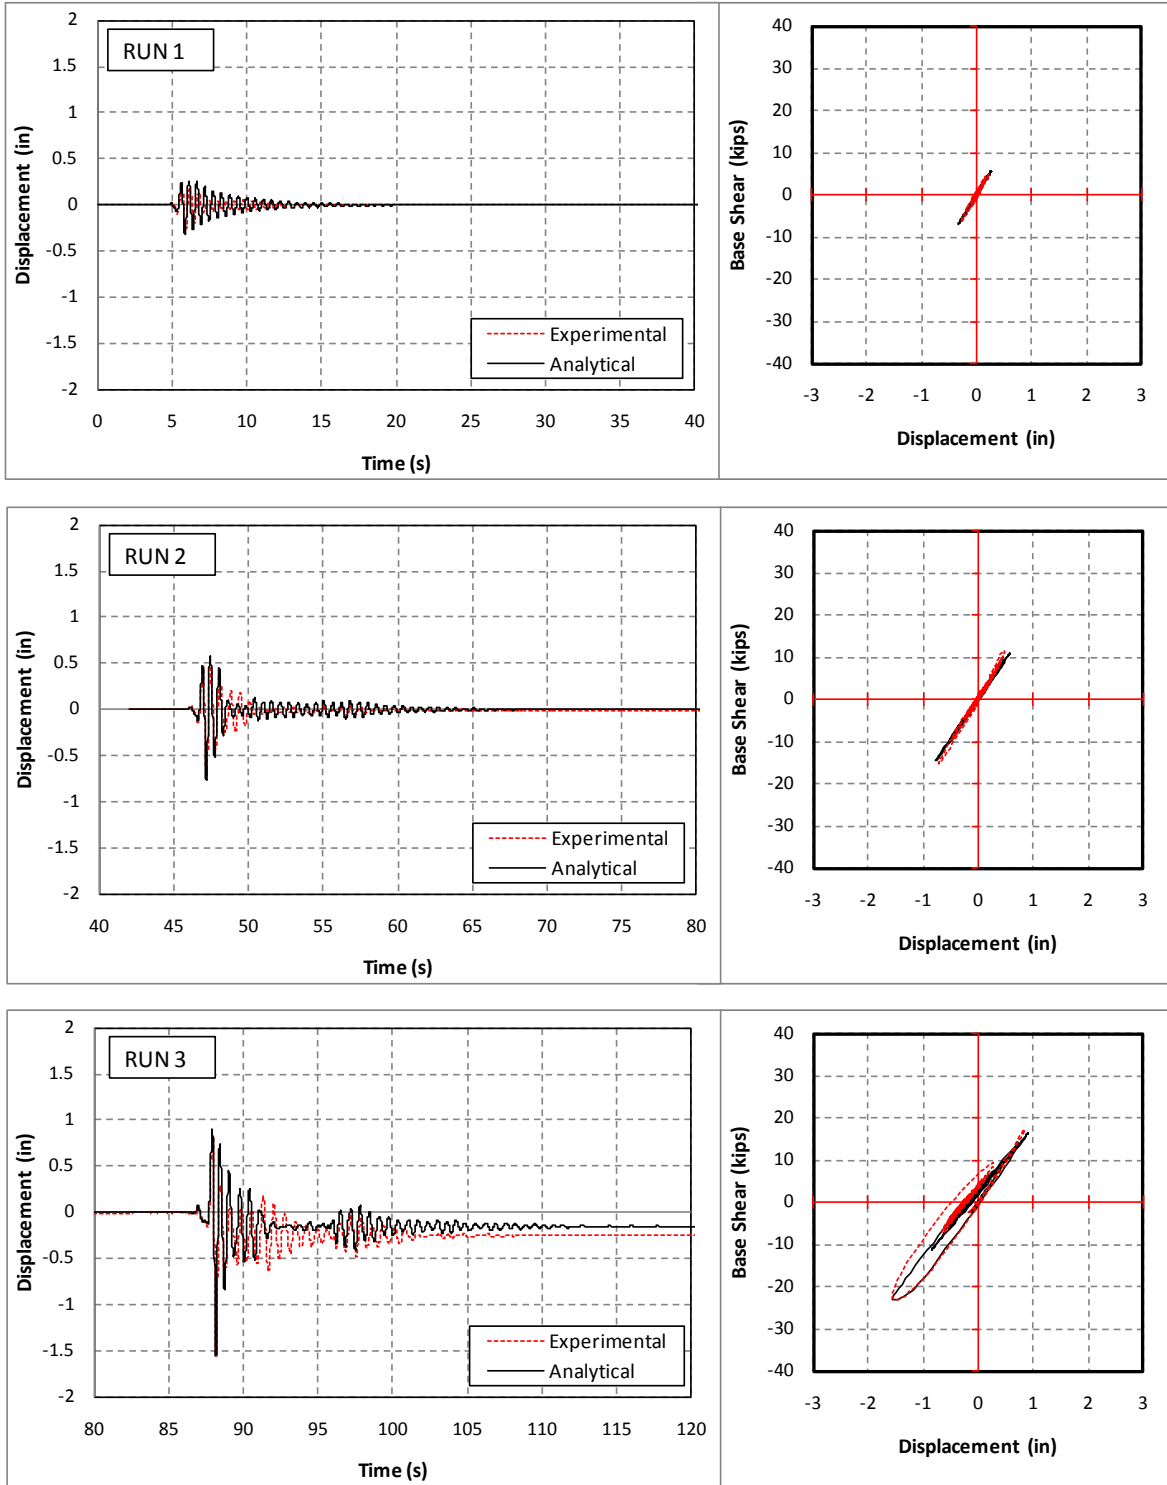 RUN 1
2
1.5
1
0.5
0
-0.5
-1
-1.5
-2
Displacement (in)
Experimental
Analytical
0 5 10 15 20 25 30 35 40
Time (s)
40
30
20
10
0
-10
-20
-30
-40
Base Shear (kips)
-3 -2 -1 0 1 2 3
Displacement (in)
RUN 2
2
1.5
1
0.5
0
-0.5
-1
-1.5
-2
Displacement (in)
Experimental
Analytical
40 45 50 55 60 65 70 75 80
Time (s)
40
30
20
10
0
-10
-20
-30
-40
Base Shear (kips)
-3 -2 -1 0 1 2 3
Displacement (in)
RUN 3
2
1.5
1
0.5
0
-0.5
-1
-1.5
-2
Displacement (in)
Experimental
Analytical
80 85 90 95 100 105 110 115 120
Time (s)
40
30
20
10
0
-10
-20
-30
-40
Base Shear (kips)
-3 -2 -1 0 1 2 3
Displacement (in)